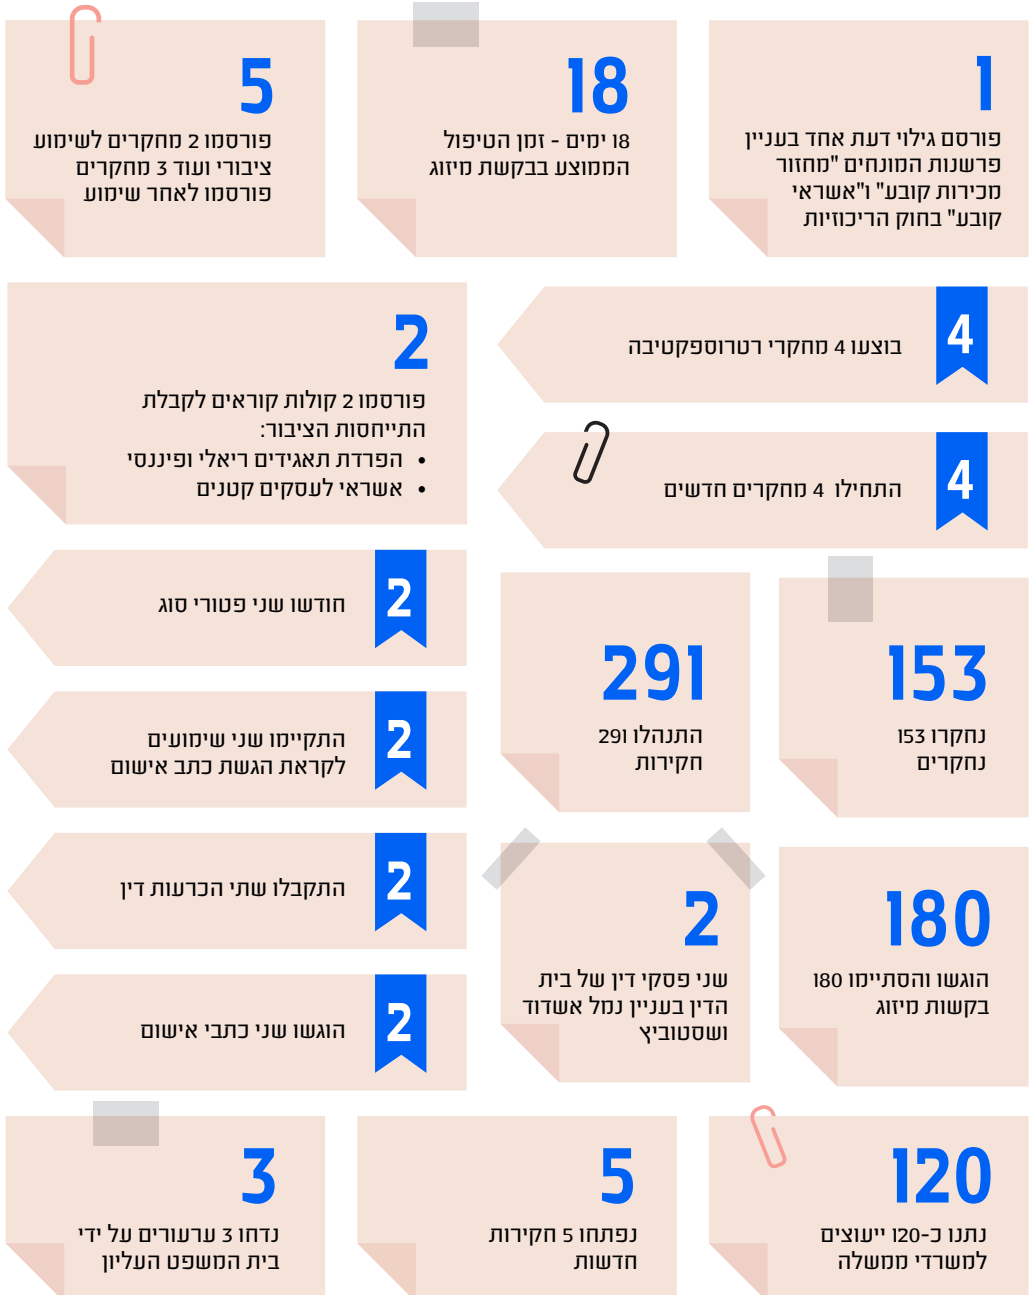 1
פורסם גילוי דעת אחד בעניין
פרשנות המונחים "מחזור
מכירות קובע" ו"אשראי
קובע" בחוק הריכוזיות
18
18 ימים - זמן הטיפול
הממוצע בבקשת מיזוג
5
פורסמו 2 מחקרים לשימוע
ציבורי ועוד 3 מחקרים
פורסמו לאחר שימוע
4
בוצעו 4 מחקרי רטרוספקטיבה
4
התחילו 4 מחקרים חדשים
2
פורסמו 2 קולות קוראים לקבלת
התייחסות הציבור:
• הפרדת תאגידים ריאלי ופיננסי
• אשראי לעסקים קטנים
153
נחקרו 153
נחקרים
291
התנהלו 291
חקירות
2
חודשו שני פטורי סוג
2
התקיימו שני שימועים
לקראת הגשת כתב אישום
2
התקבלו שתי הכרעות דין
2
הוגשו שני כתבי אישום
180
הוגשו והסתיימו 180
בקשות מיזוג
2
שני פסקי דין של בית
הדין בעניין נמל אשדוד
ושסטוביץ
120
נתנו כ-120 ייעוצים
למשרדי ממשלה
5
נפתחו 5 חקירות
חדשות
3
נדחו 3 ערעורים על ידי
בית המשפט העליון